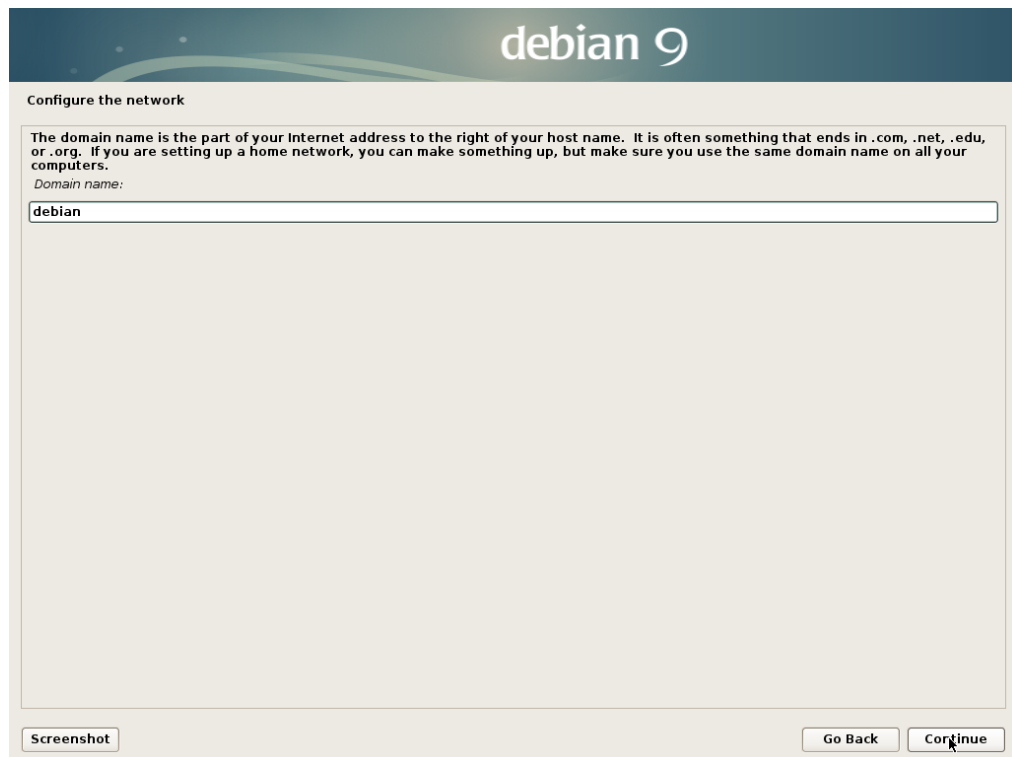 debian 9
Configure the network
The domain name is the part of your Internet address to the right of your host name.  It is often something that ends in .com, .net, .edu,
or .org.  If you are setting up a home network, you can make something up, but make sure you use the same domain name on all your
computers.
Domain name:
debian
Screenshot
Go Back
Continue